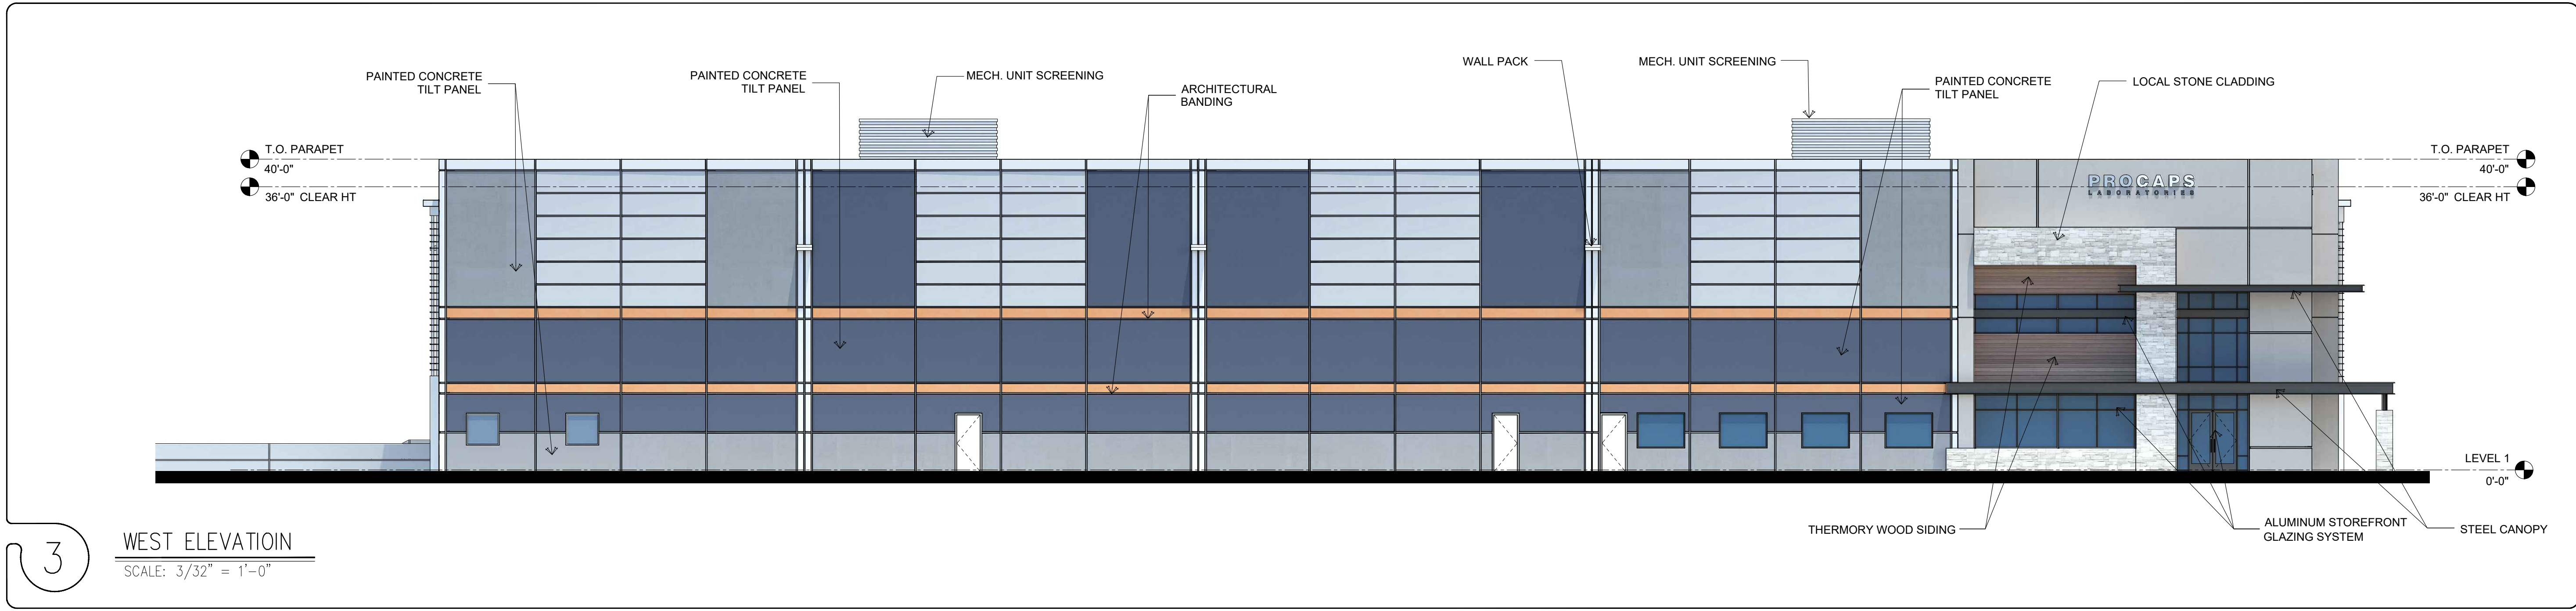 PAINTED CONCRETE
TILT PANEL
PAINTED CONCRETE
TILT PANEL
MECH. UNIT SCREENING
ARCHITECTURAL
BANDING
WALL PACK
MECH. UNIT SCREENING
PAINTED CONCRETE
TILT PANEL
LOCAL STONE CLADDING
T.O. PARAPET
40'-0"
36'-0" CLEAR HT
T.O. PARAPET
40'-0"
36'-0" CLEAR HT
PROCAPS
LABORATORIES
LEVEL 1
0'-0"
THERMORY WOOD SIDING
ALUMINUM STOREFRONT
GLAZING SYSTEM
STEEL CANOPY
3
WEST ELEVATIOIN
SCALE: 3/32" = 1'-0"